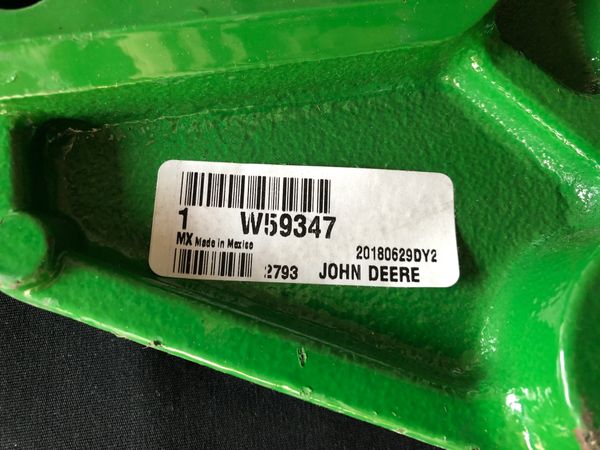 1 W59347
MX Made in Mexico
20180629DY2
2793 JOHN DEERE